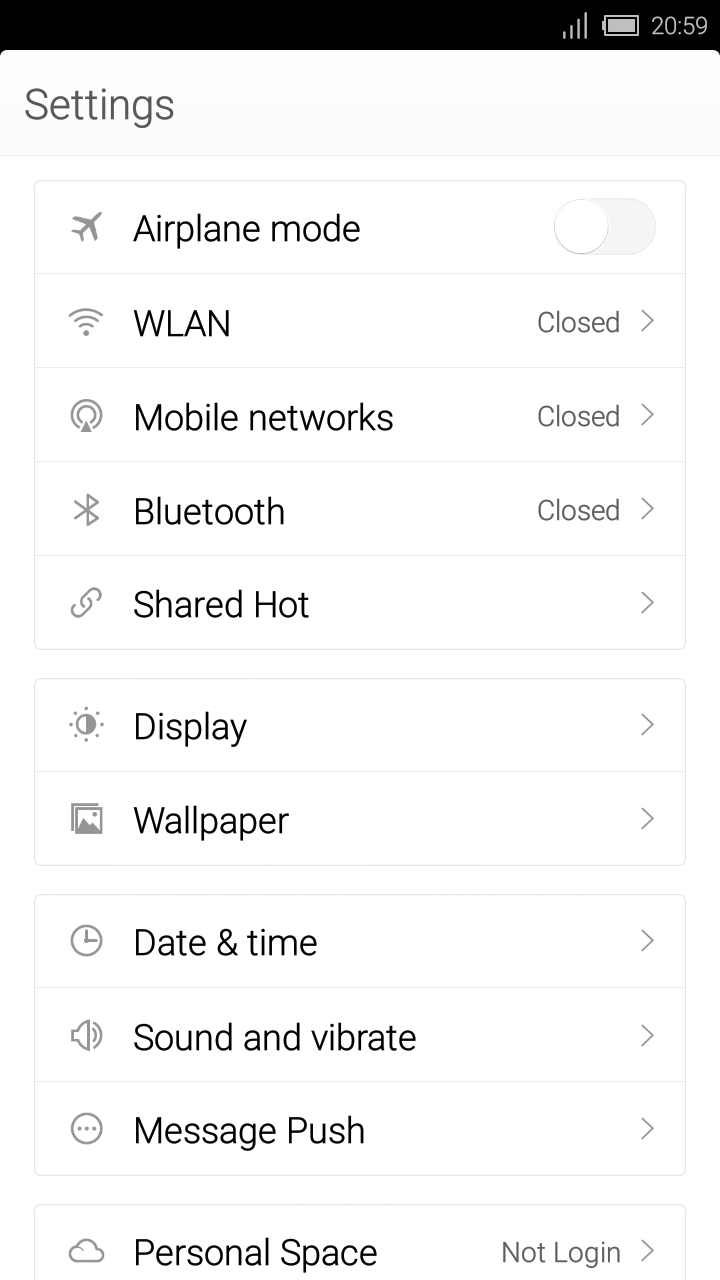 20:59
Settings
Airplane mode
WLAN Closed
Mobile networks Closed
Bluetooth Closed
Shared Hot
Display
Wallpaper
Date & time
Sound and vibrate
Message Push
Personal Space Not Login